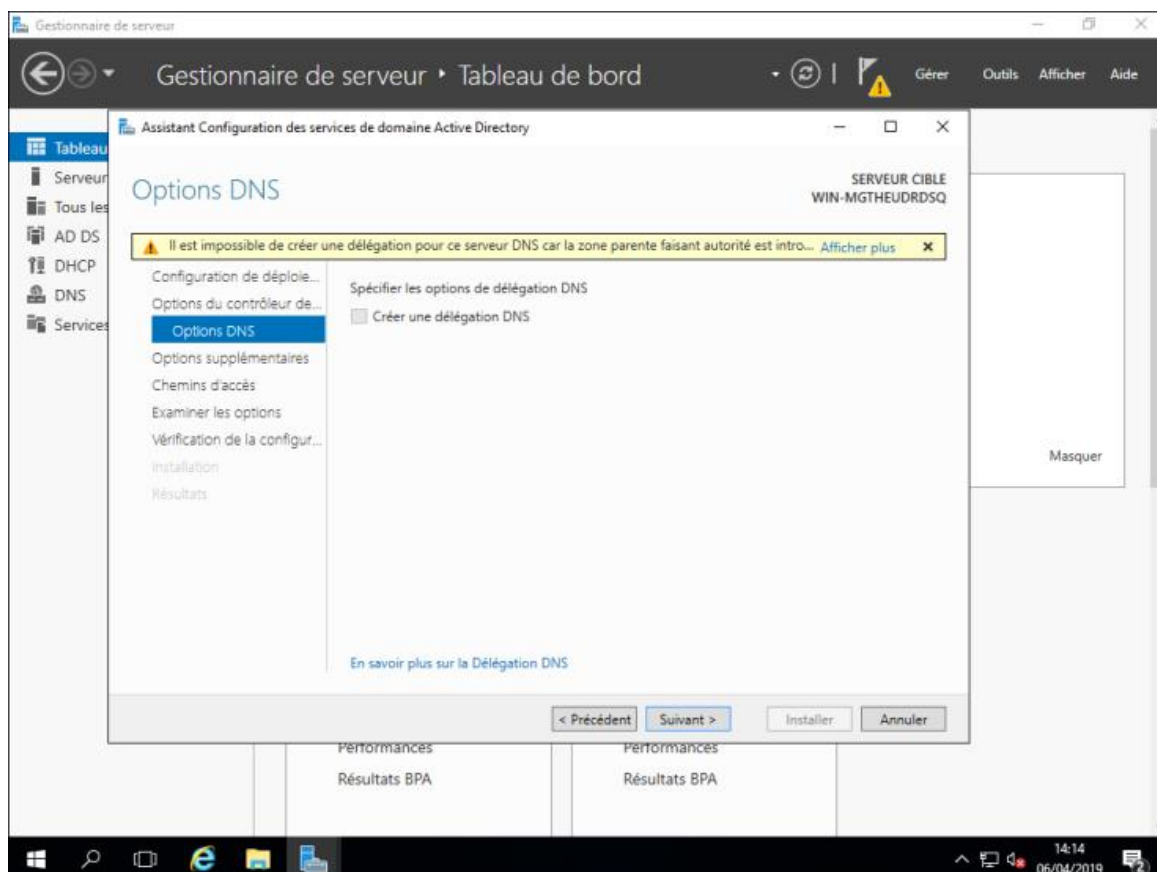 Gestionnaire de serveur
Gestionnaire de serveur ‣ Tableau de bord
Gérer
Outils
Afficher
Aide
Assistant Configuration des services de domaine Active Directory
Tableau
Serveur
Tous les
AD DS
DHCP
DNS
Services
Options DNS
SERVEUR CIBLE
WIN-MGTHEUDRDSQ
Il est impossible de créer une délégation pour ce serveur DNS car la zone parente faisant autorité est intro... Afficher plus
Configuration de déploie...
Options du contrôleur de...
Options DNS
Options supplémentaires
Chemins d'accès
Examiner les options
Vérification de la configur...
Installation
Résultats
Spécifier les options de délégation DNS
Créer une délégation DNS
En savoir plus sur la Délégation DNS
< Précédent
Suivant >
Installer
Annuler
Masquer
Performances
Résultats BPA
Performances
Résultats BPA
14:14
06/04/2019
2